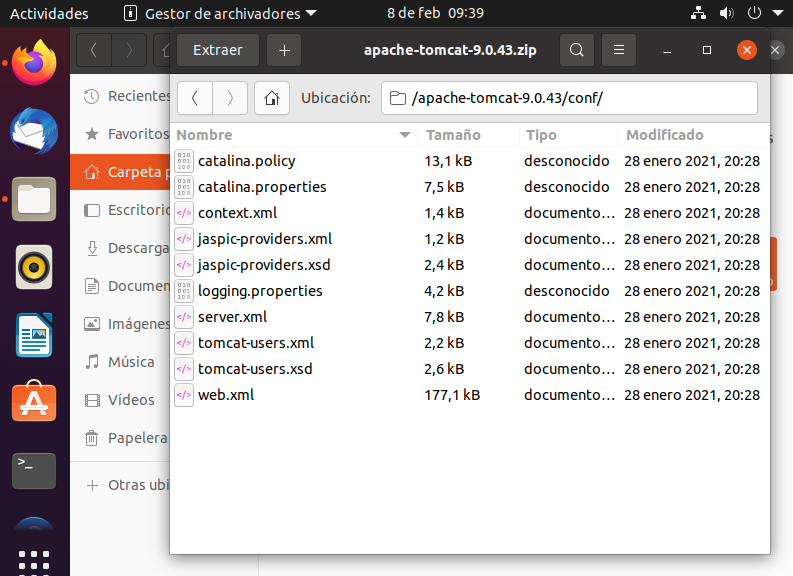 Actividades Gestor de archivadores 8 de feb 09:39
Extraer + apache-tomcat-9.0.43.zip
Ubicación: /apache-tomcat-9.0.43/conf/
Nombre Tamaño Tipo Modificado
catalina.policy 13,1 kB desconocido 28 enero 2021, 20:28
catalina.properties 7,5 kB desconocido 28 enero 2021, 20:28
context.xml 1,4 kB documento… 28 enero 2021, 20:28
jaspic-providers.xml 1,2 kB documento… 28 enero 2021, 20:28
jaspic-providers.xsd 2,4 kB documento… 28 enero 2021, 20:28
logging.properties 4,2 kB desconocido 28 enero 2021, 20:28
server.xml 7,8 kB documento… 28 enero 2021, 20:28
tomcat-users.xml 2,2 kB documento… 28 enero 2021, 20:28
tomcat-users.xsd 2,6 kB documento… 28 enero 2021, 20:28
web.xml 177,1 kB documento… 28 enero 2021, 20:28
Recientes
Favoritos
Carpeta p
Escritorio
Descarga
Documen
Imágenes
Música
Vídeos
Papelera
+ Otras ubi